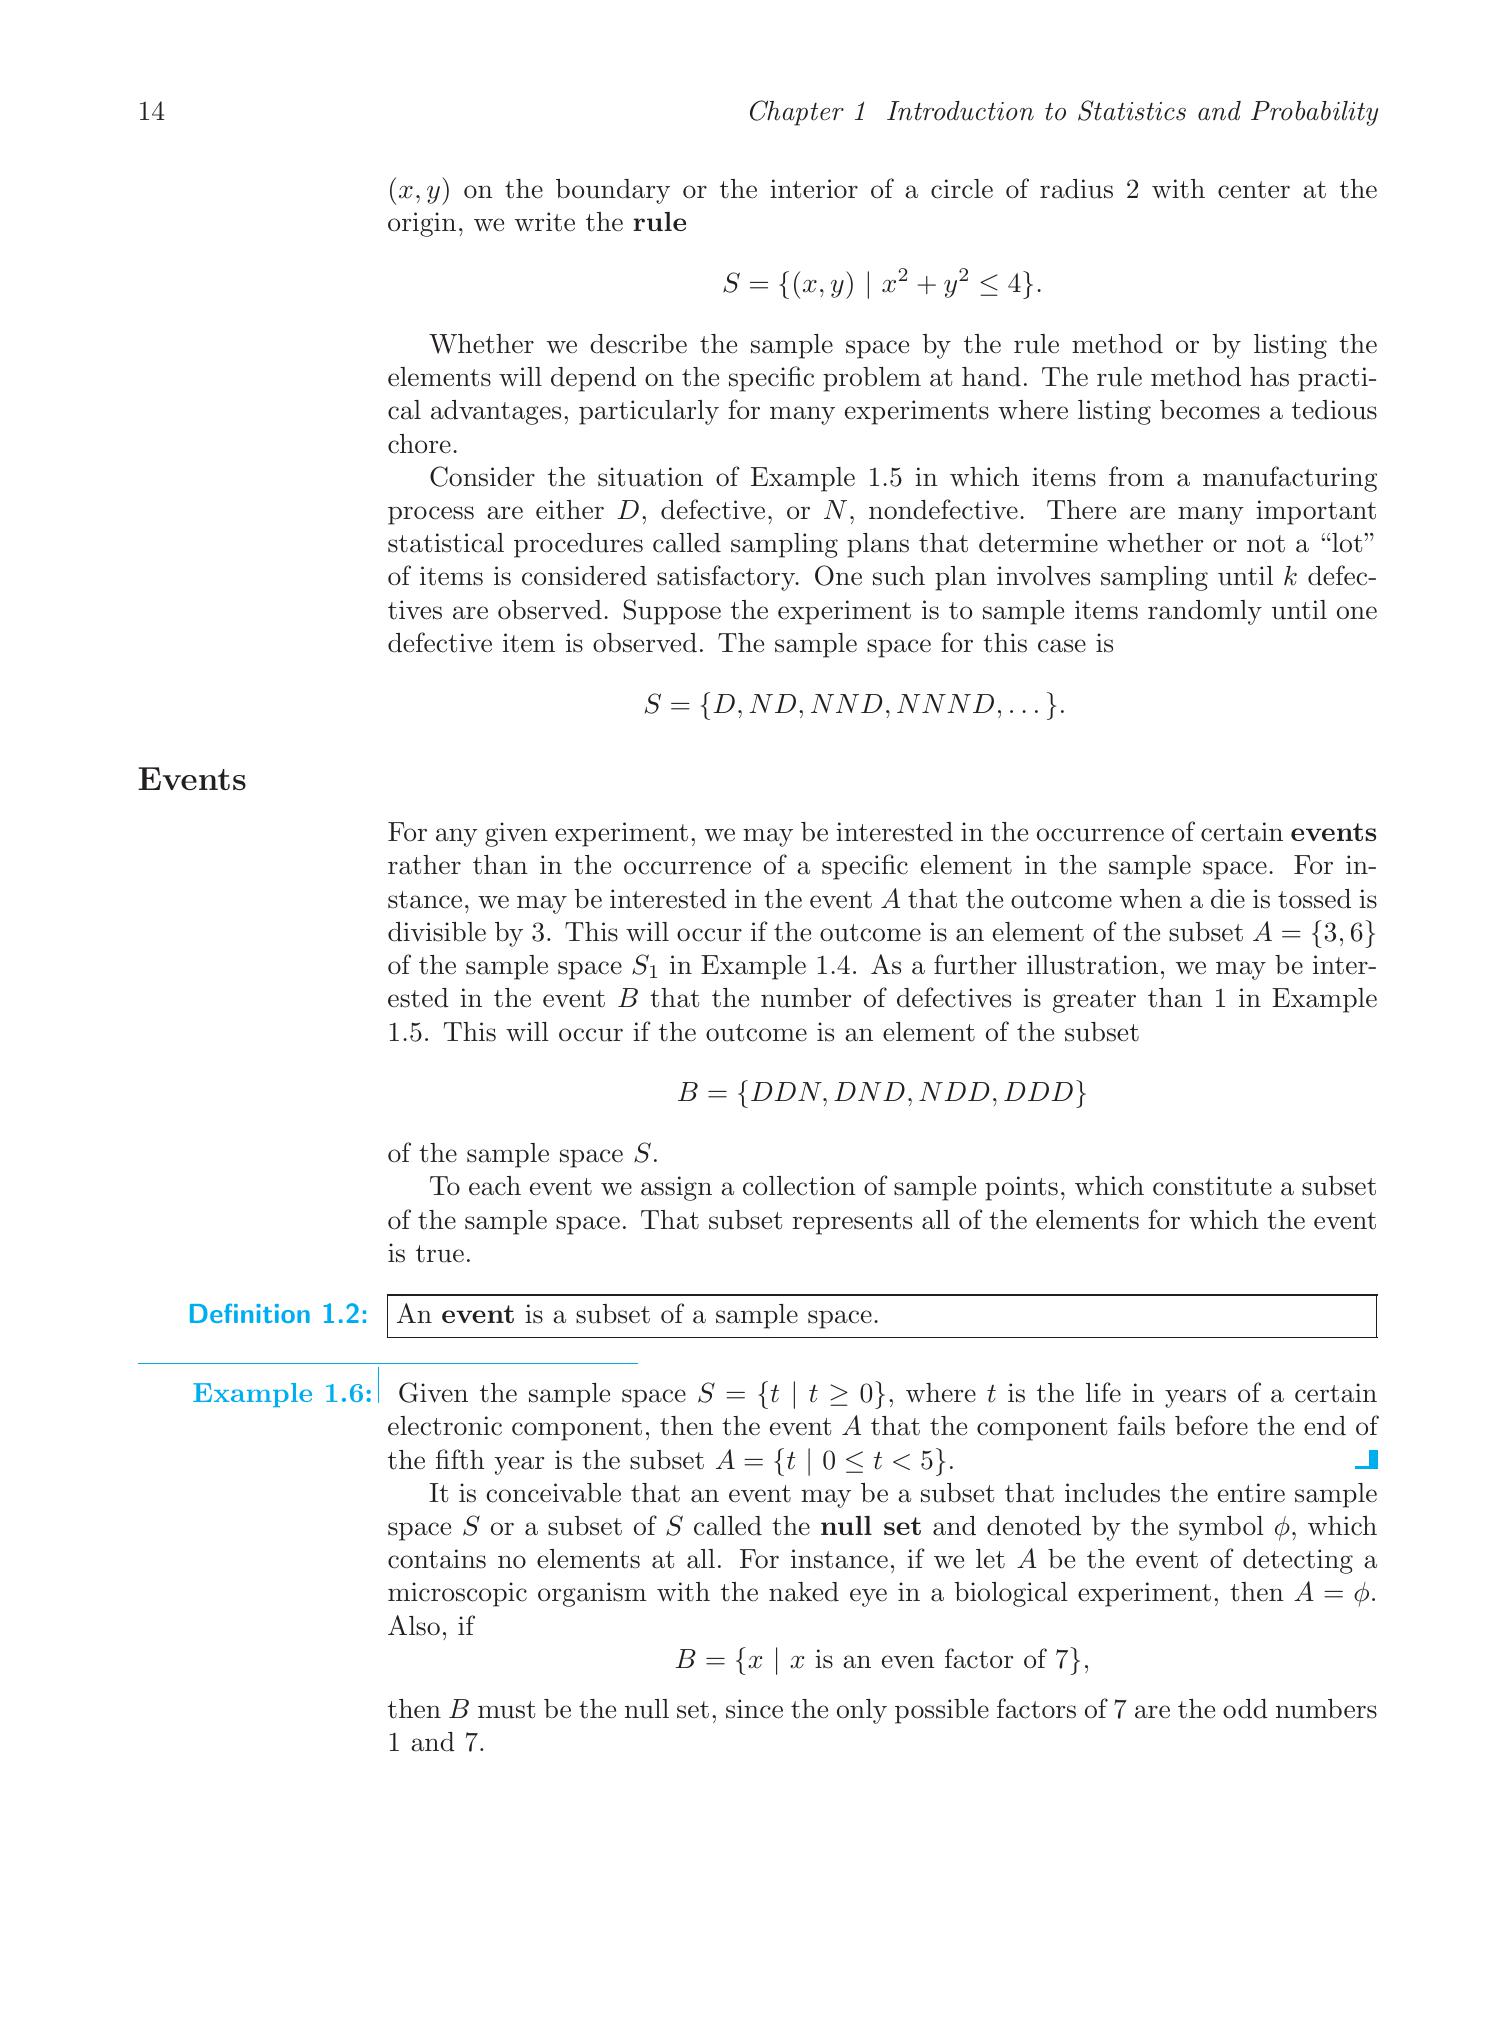 14 Chapter 1 Introduction to Statistics and Probability
(x, y) on the boundary or the interior of a circle of radius 2 with center at the
origin, we write the rule
S = {(x, y) | x² + y² ≤ 4}.
Whether we describe the sample space by the rule method or by listing the
elements will depend on the specific problem at hand. The rule method has practi-
cal advantages, particularly for many experiments where listing becomes a tedious
chore.
Consider the situation of Example 1.5 in which items from a manufacturing
process are either D, defective, or N, nondefective. There are many important
statistical procedures called sampling plans that determine whether or not a “lot”
of items is considered satisfactory. One such plan involves sampling until k defec-
tives are observed. Suppose the experiment is to sample items randomly until one
defective item is observed. The sample space for this case is
S = {D, ND, NND, NNND, . . . }.
Events
For any given experiment, we may be interested in the occurrence of certain events
rather than in the occurrence of a specific element in the sample space. For in-
stance, we may be interested in the event A that the outcome when a die is tossed is
divisible by 3. This will occur if the outcome is an element of the subset A = {3, 6}
of the sample space S₁ in Example 1.4. As a further illustration, we may be inter-
ested in the event B that the number of defectives is greater than 1 in Example
1.5. This will occur if the outcome is an element of the subset
B = {DDN, DND, NDD, DDD}
of the sample space S.
To each event we assign a collection of sample points, which constitute a subset
of the sample space. That subset represents all of the elements for which the event
is true.
Definition 1.2: An event is a subset of a sample space.
Example 1.6: Given the sample space S = {t | t ≥ 0}, where t is the life in years of a certain
electronic component, then the event A that the component fails before the end of
the fifth year is the subset A = {t | 0 ≤ t < 5}.
It is conceivable that an event may be a subset that includes the entire sample
space S or a subset of S called the null set and denoted by the symbol ϕ, which
contains no elements at all. For instance, if we let A be the event of detecting a
microscopic organism with the naked eye in a biological experiment, then A = ϕ.
Also, if
B = {x | x is an even factor of 7},
then B must be the null set, since the only possible factors of 7 are the odd numbers
1 and 7.